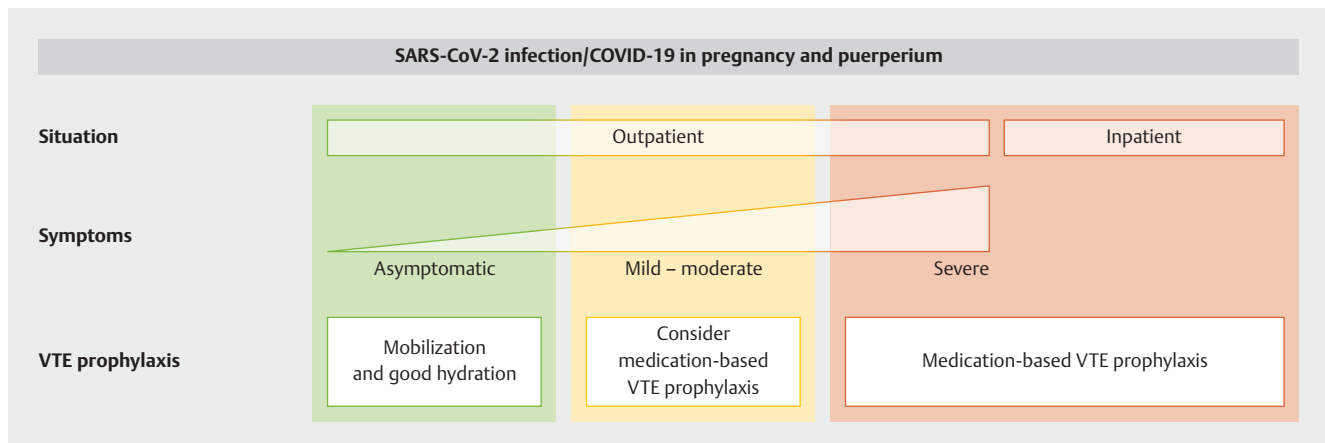 SARS-CoV-2 infection/COVID-19 in pregnancy and puerperium
Situation
Outpatient
Inpatient
Symptoms
Asymptomatic
Mild – moderate
Severe
VTE prophylaxis
Mobilization
and good hydration
Consider
medication-based
VTE prophylaxis
Medication-based VTE prophylaxis